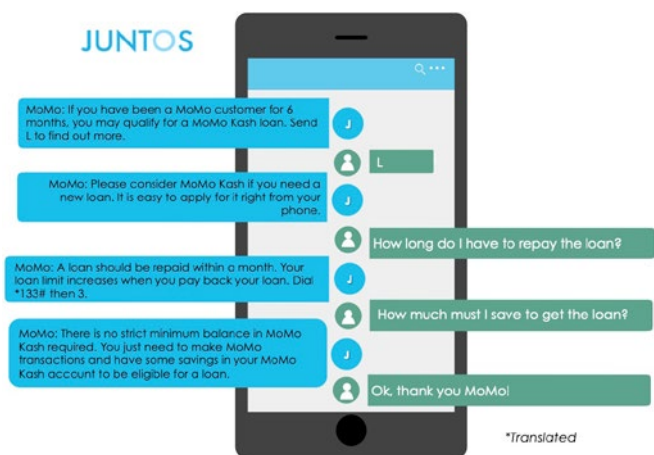 JUNTOS
MoMo: If you have been a MoMo customer for 6
months, you may qualify for a MoMo Kash loan. Send
L to find out more.
J
L
MoMo: Please consider MoMo Kash if you need a
new loan. It is easy to apply for it right from your
phone.
J
How long do I have to repay the loan?
MoMo: A loan should be repaid within a month. Your
loan limit increases when you pay back your loan. Dial
*133# then 3.
J
How much must I save to get the loan?
MoMo: There is no strict minimum balance in MoMo
Kash required. You just need to make MoMo
transactions and have some savings in your MoMo
Kash account to be eligible for a loan.
J
Ok, thank you MoMo!
*Translated